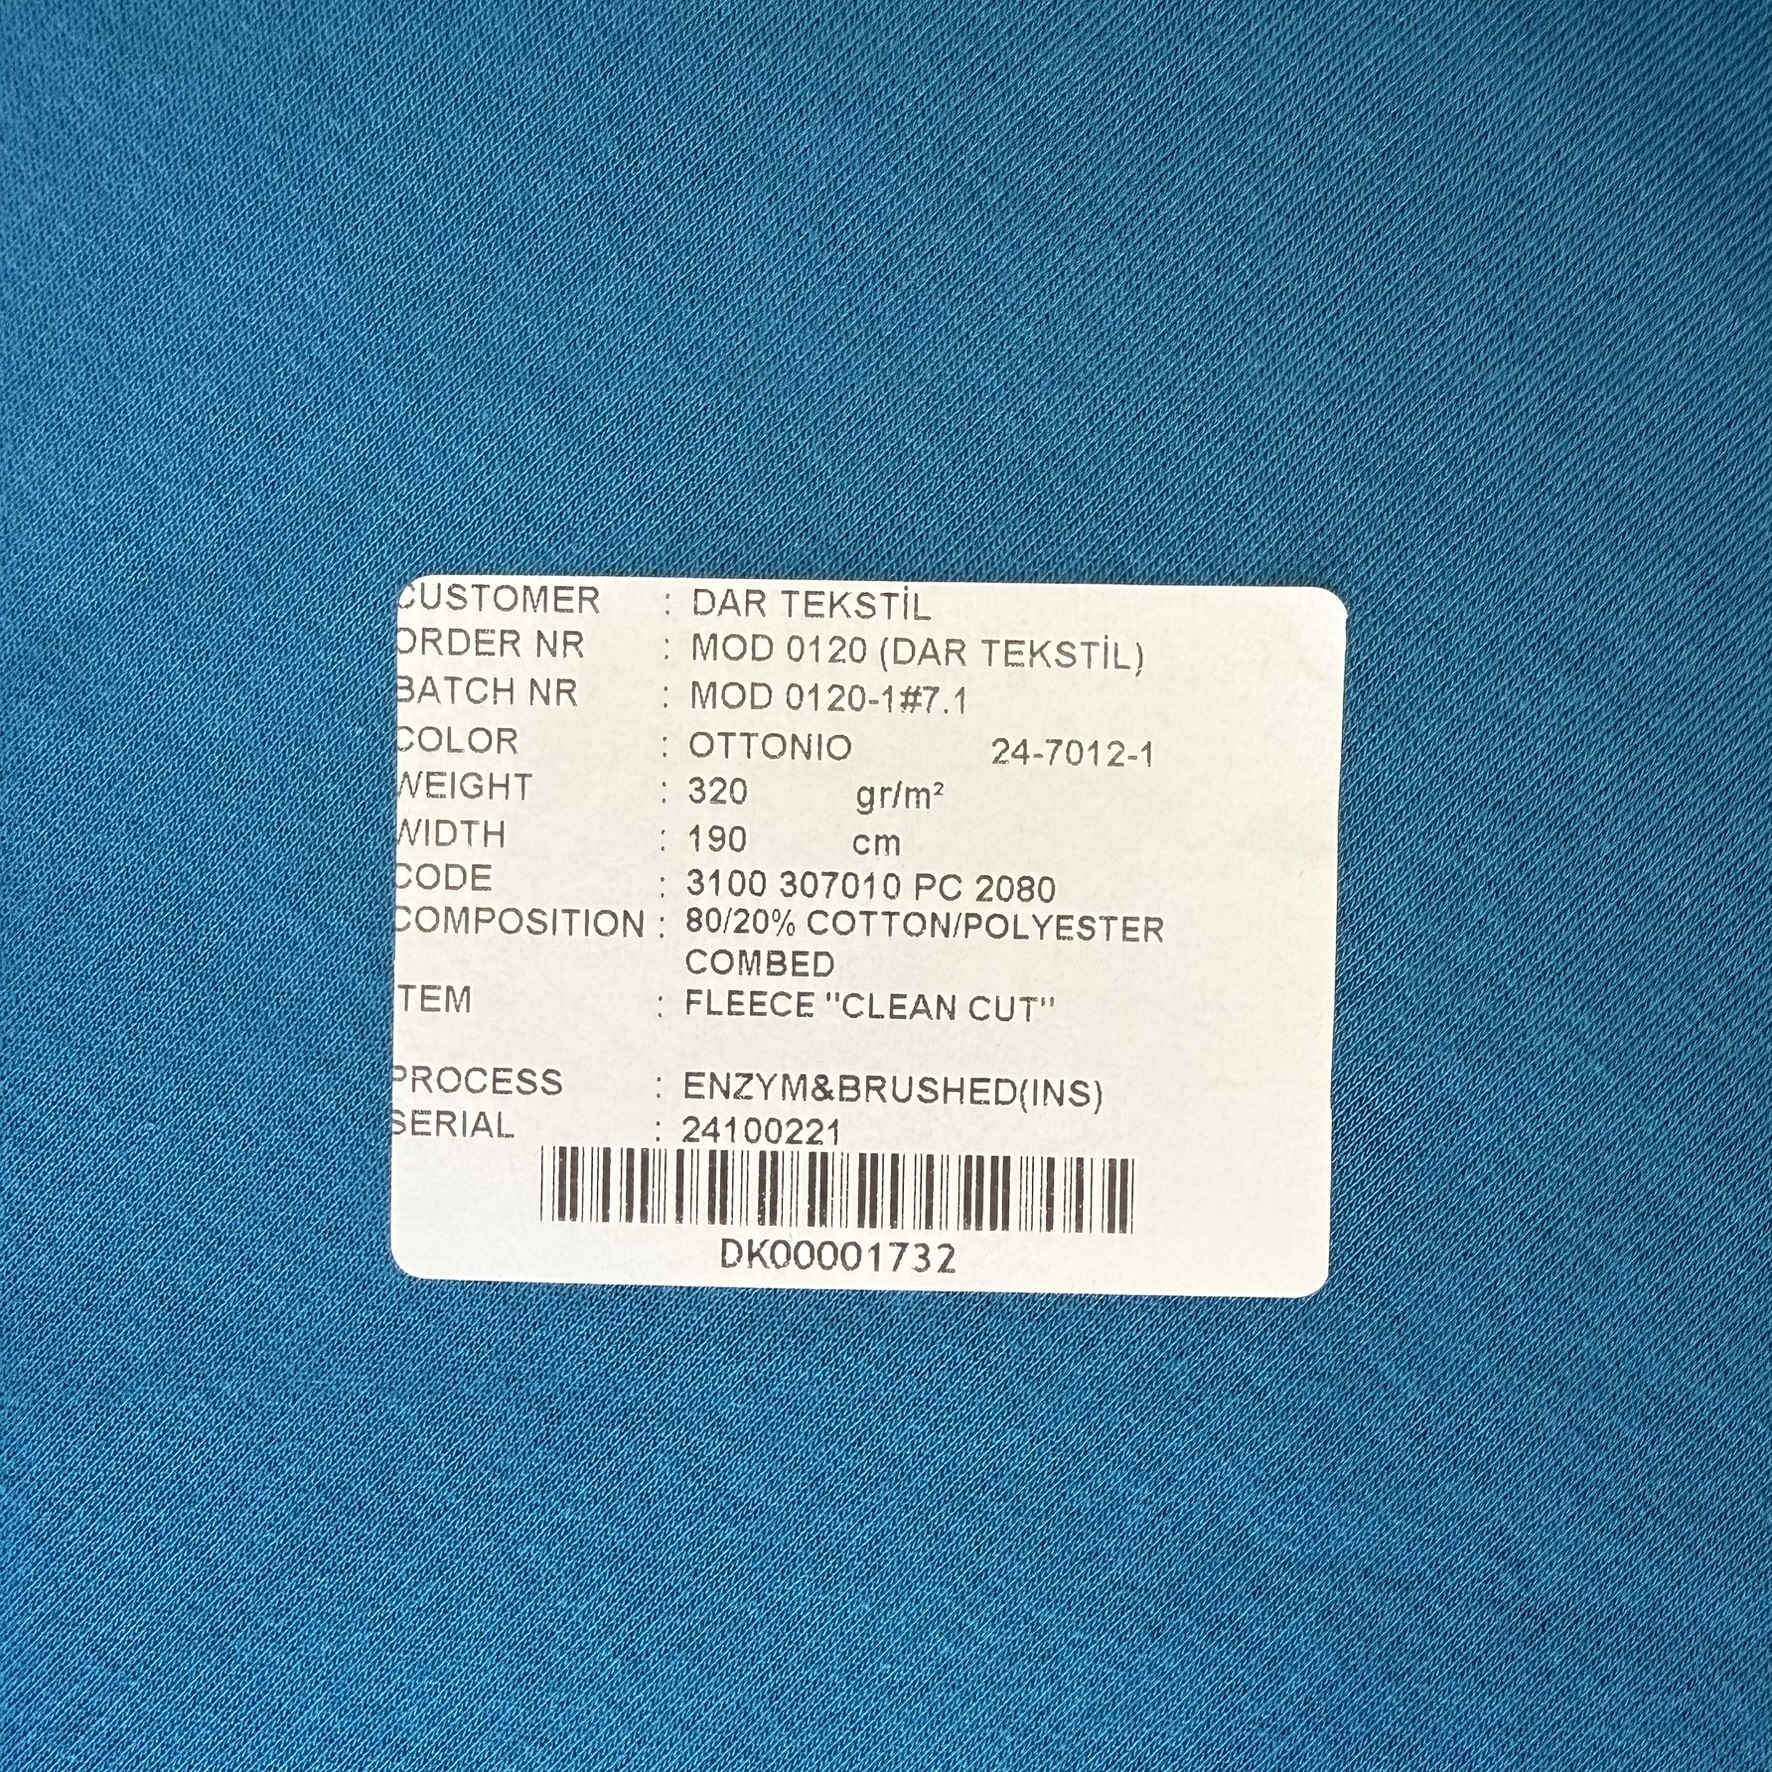 CUSTOMER : DAR TEKSTİL
ORDER NR : MOD 0120 (DAR TEKSTİL)
BATCH NR : MOD 0120-1#7.1
COLOR : OTTONIO 24-7012-1
WEIGHT : 320 gr/m²
WIDTH : 190 cm
CODE : 3100 307010 PC 2080
COMPOSITION : 80/20% COTTON/POLYESTER
COMBED
ITEM : FLEECE "CLEAN CUT"
PROCESS : ENZYM&BRUSHED(INS)
SERIAL : 24100221
DK00001732